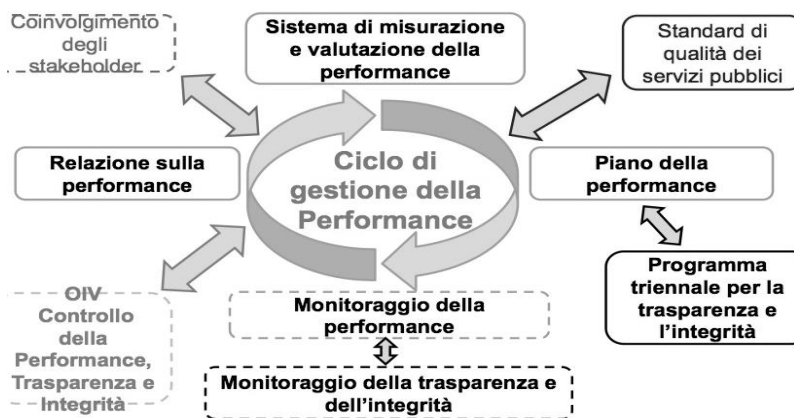 Coinvolgimento
degli
stakeholder
Sistema di misurazione
e valutazione della
performance
Standard di
qualità dei
servizi pubblici
Relazione sulla
performance
Ciclo di
gestione della
Performance
Piano della
performance
OIV
Controllo
della
Performance,
Trasparenza e
Integrità
Monitoraggio della
performance
Programma
triennale per la
trasparenza e
l'integrità
Monitoraggio della trasparenza e
dell'integrità